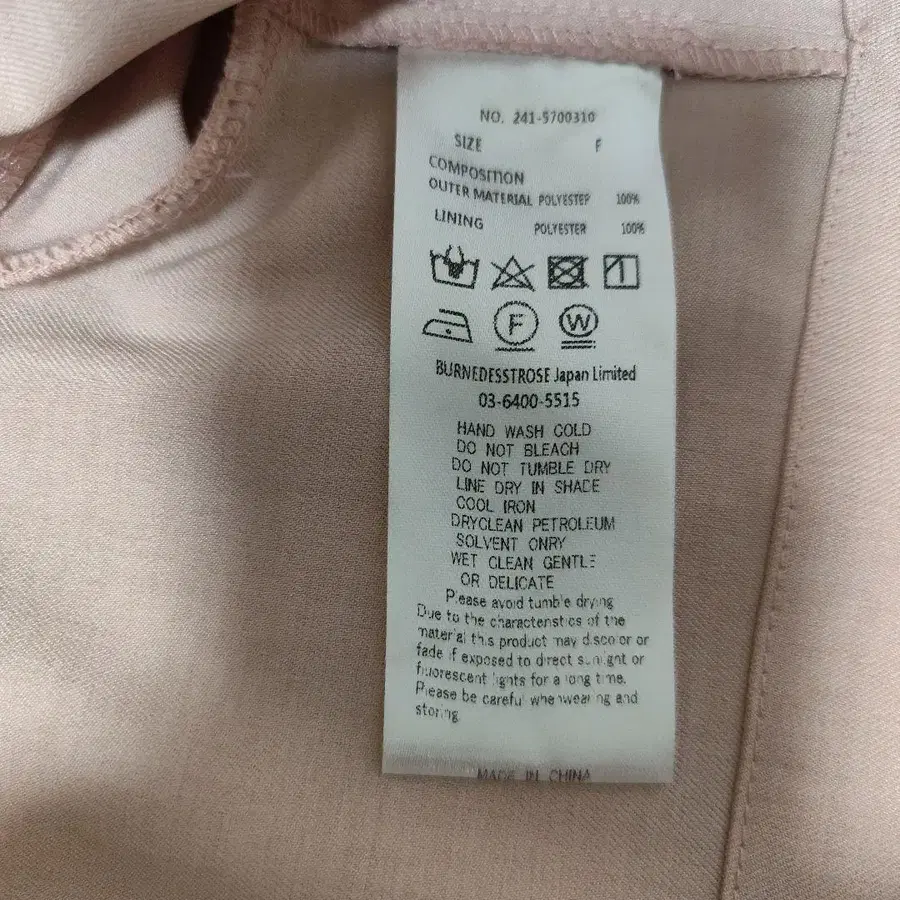 NO. 241-5700310
SIZE F
COMPOSITION
OUTER MATERIAL POLYESTER 100%
LINING POLYESTER 100%
F W
BURNEDESSTROSE Japan Limited
03-6400-5515
HAND WASH COLD
DO NOT BLEACH
DO NOT TUMBLE DRY
LINE DRY IN SHADE
COOL IRON
DRYCLEAN PETROLEUM
SOLVENT ONRY
WET CLEAN GENTLE
OR DELICATE
Please avoid tumble drying
Due to the characteristics of the
material this product may discolor or
fade if exposed to direct sunlight or
fluorescent lights for a long time.
Please be careful when wearing and
storing
MADE IN CHINA